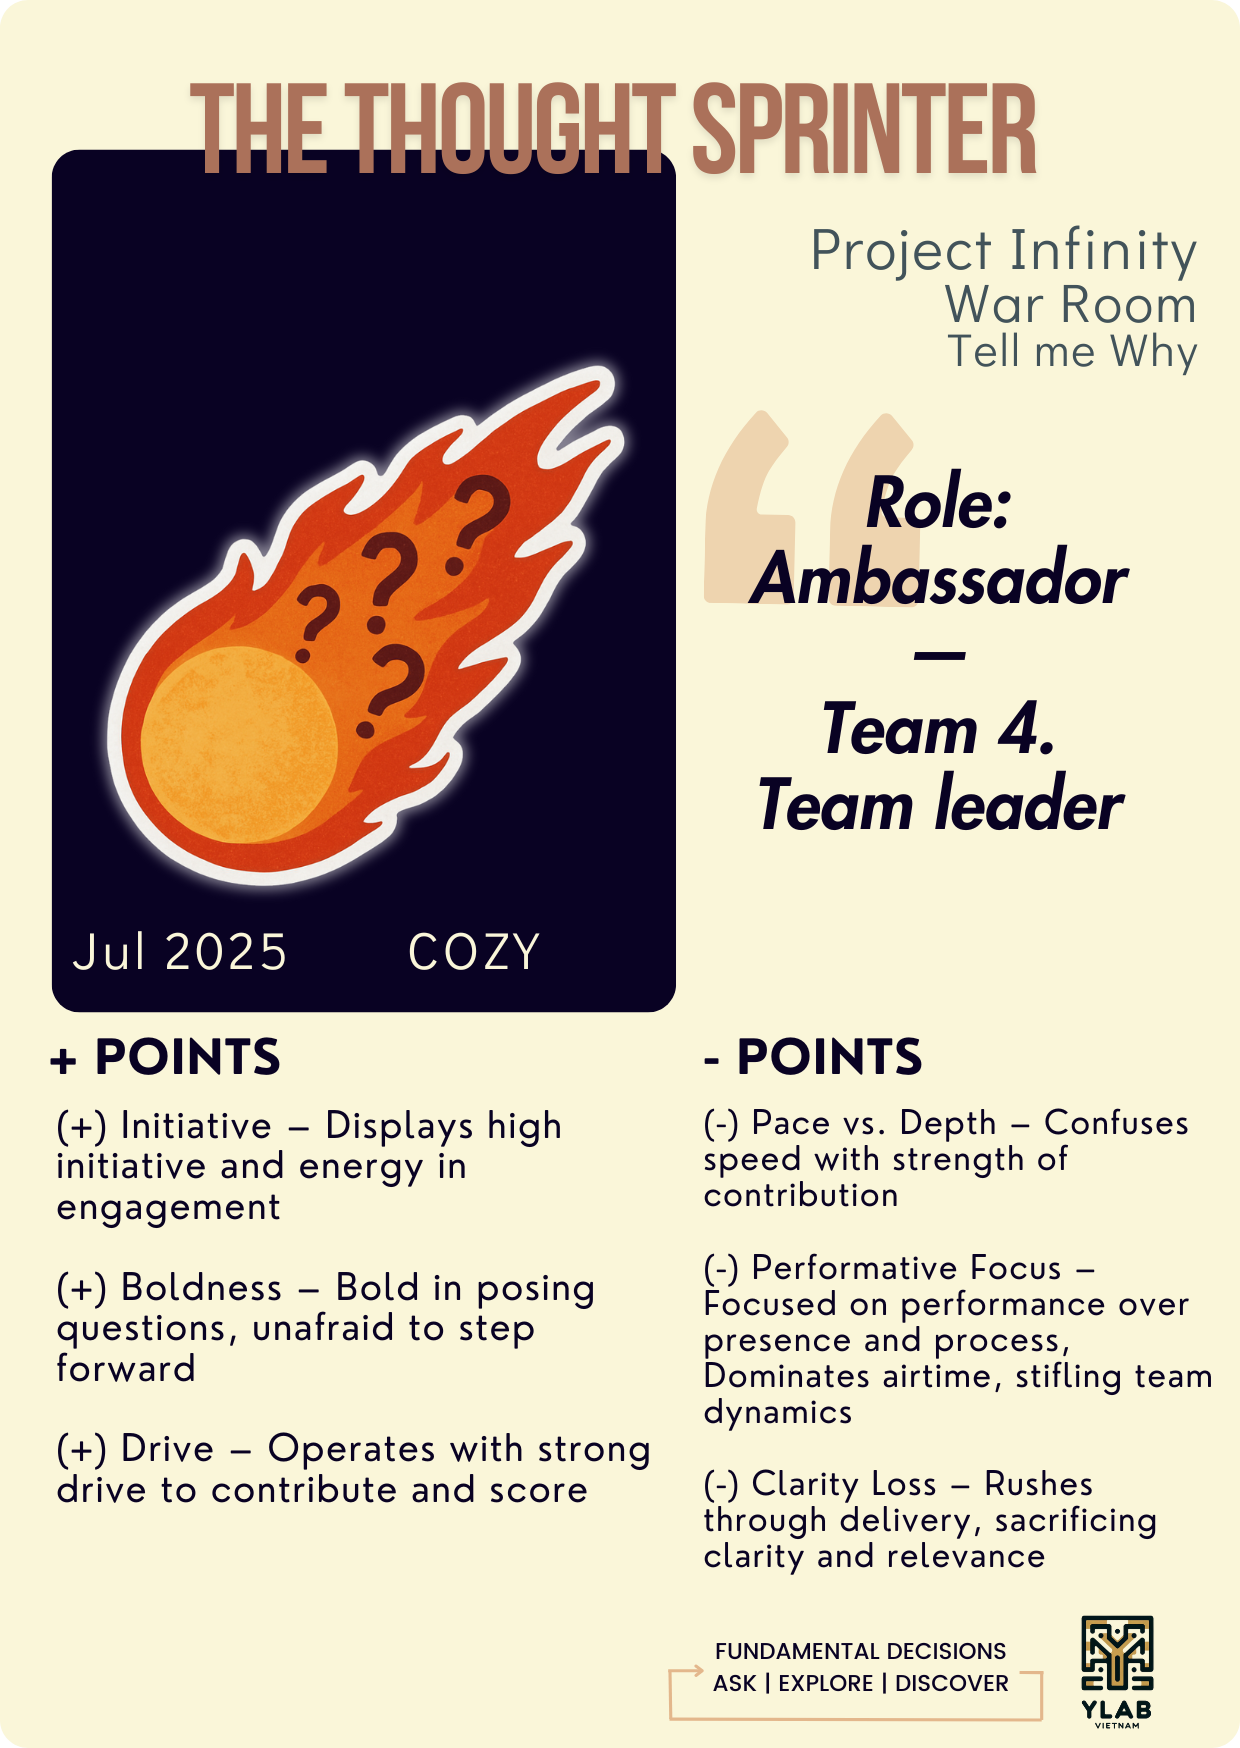 THE THOUGHT SPRINTER
Project Infinity
War Room
Tell me Why
“
Role:
Ambassador
—
Team 4.
Team leader
? ? ? ?
Jul 2025 COZY
+ POINTS
(+) Initiative – Displays high
initiative and energy in
engagement
(+) Boldness – Bold in posing
questions, unafraid to step
forward
(+) Drive – Operates with strong
drive to contribute and score
- POINTS
(-) Pace vs. Depth – Confuses
speed with strength of
contribution
(-) Performative Focus –
Focused on performance over
presence and process,
Dominates airtime, stifling team
dynamics
(-) Clarity Loss – Rushes
through delivery, sacrificing
clarity and relevance
FUNDAMENTAL DECISIONS
ASK | EXPLORE | DISCOVER
YLAB
VIETNAM